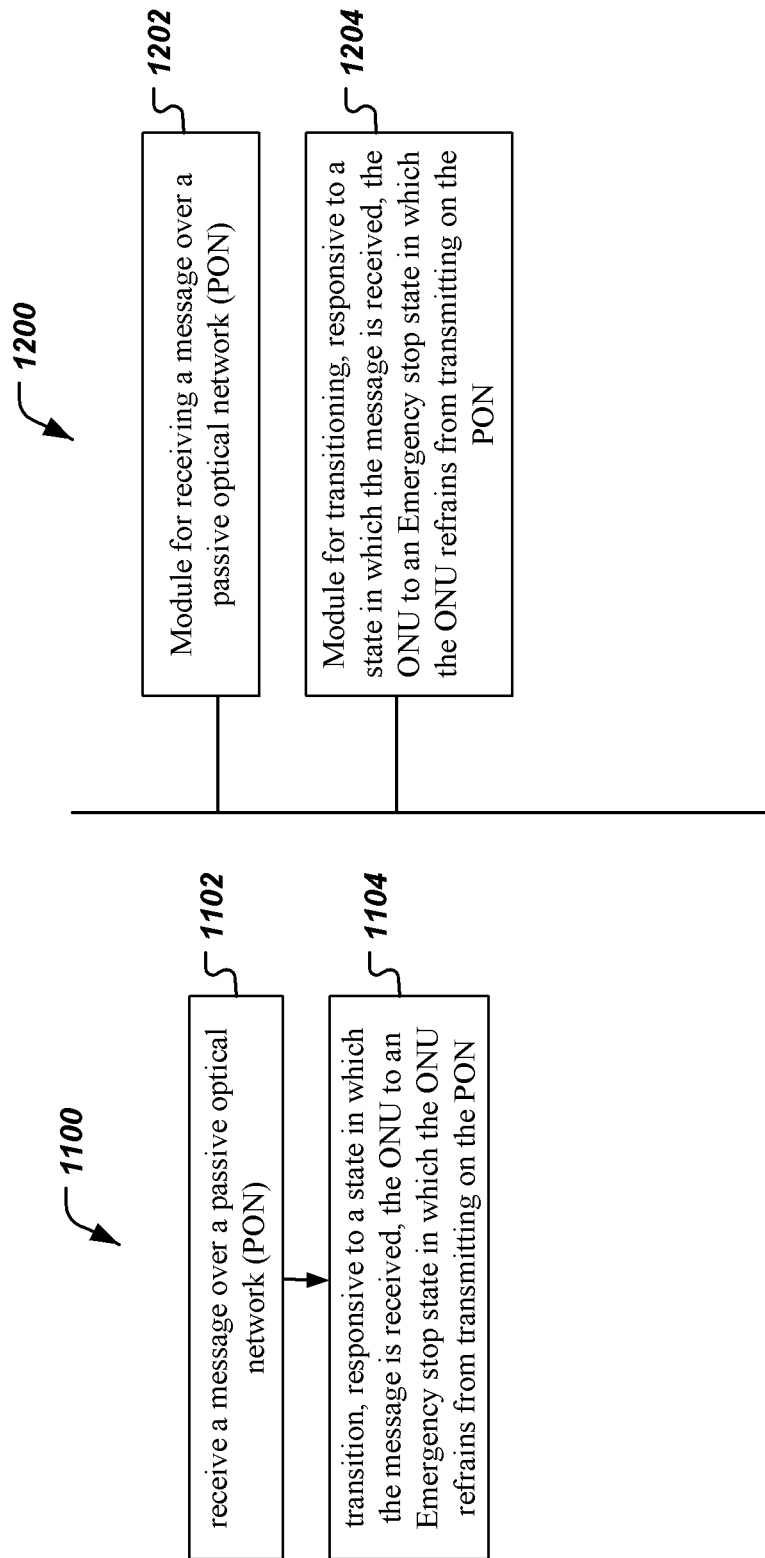 1100
receive a message over a passive optical
network (PON)
1102
transition, responsive to a state in which
the message is received, the ONU to an
Emergency stop state in which the ONU
refrains from transmitting on the PON
1104
1200
Module for receiving a message over a
passive optical network (PON)
1202
Module for transitioning, responsive to a
state in which the message is received, the
ONU to an Emergency stop state in which
the ONU refrains from transmitting on the
PON
1204